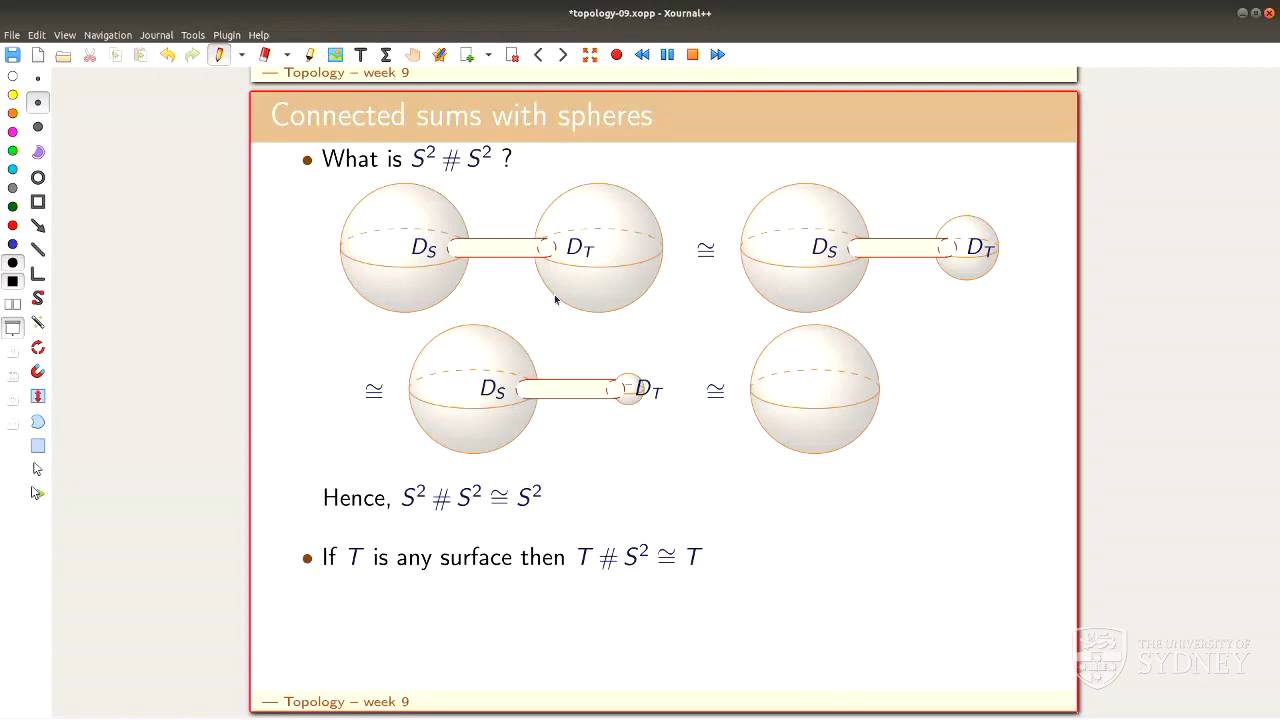 *topology-09.xopp - Xournal++
File Edit View Navigation Journal Tools Plugin Help
— Topology – week 9
Connected sums with spheres
• What is S² # S² ?
D_S D_T ≅ D_S D_T
≅ D_S D_T ≅
Hence, S² # S² ≅ S²
• If T is any surface then T # S² ≅ T
THE UNIVERSITY OF
SYDNEY
— Topology – week 9